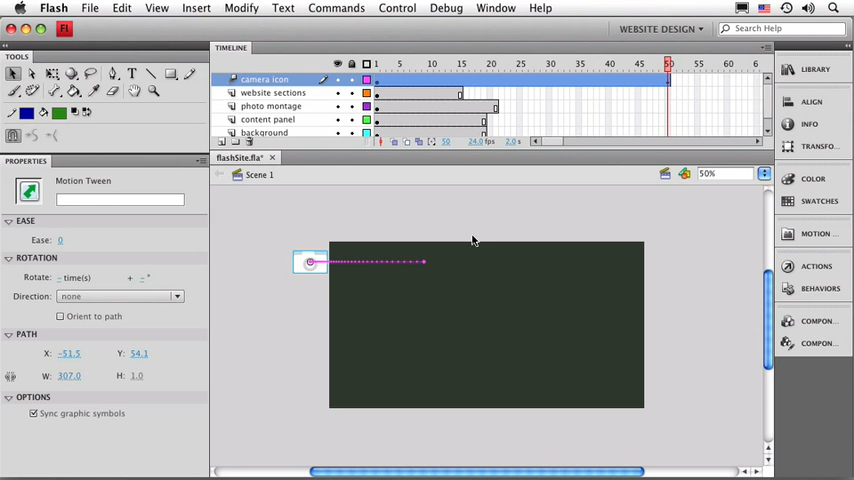 Flash File Edit View Insert Modify Text Commands Control Debug Window Help
Fl WEBSITE DESIGN Search Help
TOOLS
TIMELINE
1 5 10 15 20 25 30 35 40 45 50 55 60 6
camera icon
website sections
photo montage
content panel
background
50 24.0 fps 2.0 s
PROPERTIES
flashSite.fla*
Scene 1 50%
Motion Tween
EASE
Ease: 0
ROTATION
Rotate: – time(s) + – °
Direction: none
Orient to path
PATH
X: -51.5 Y: 54.1
W: 307.0 H: 1.0
OPTIONS
Sync graphic symbols
LIBRARY
ALIGN
INFO
TRANSFO...
COLOR
SWATCHES
MOTION ...
ACTIONS
BEHAVIORS
COMPON...
COMPON...